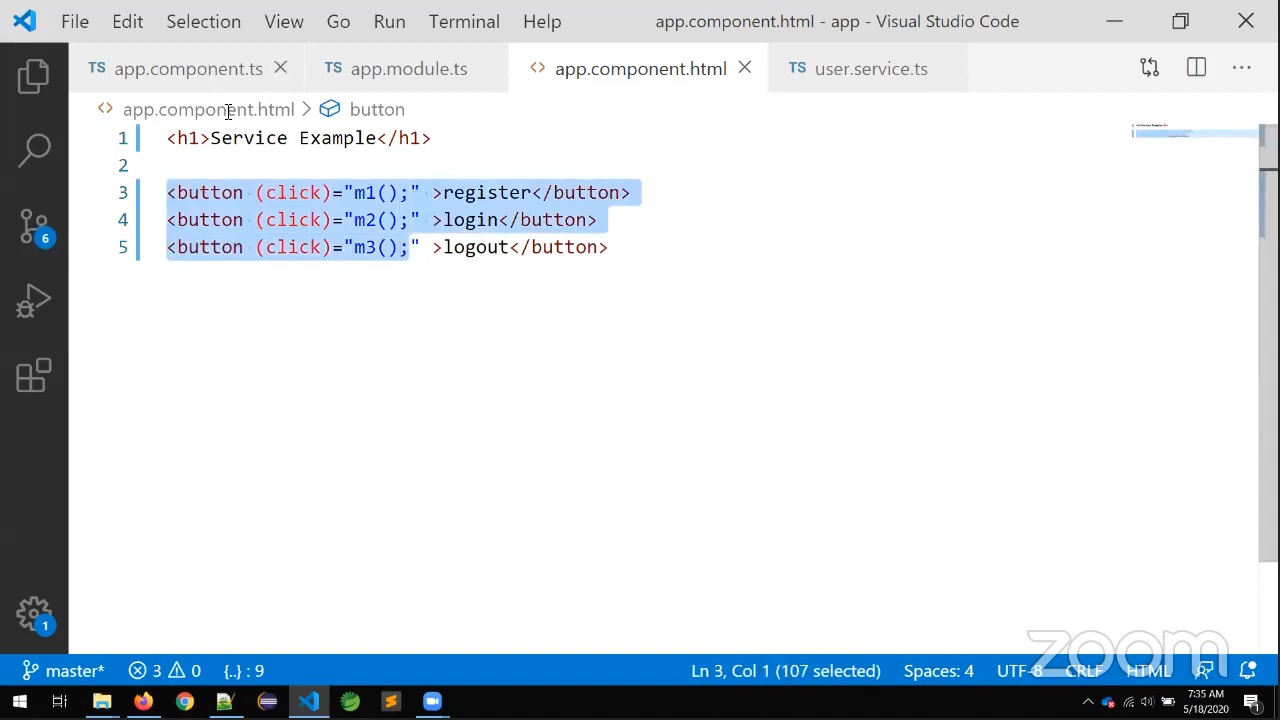 File Edit Selection View Go Run Terminal Help app.component.html - app - Visual Studio Code
TS app.component.ts TS app.module.ts <> app.component.html TS user.service.ts
<> app.component.html > button
1 <h1>Service Example</h1>
2
3 <button (click)="m1();" >register</button>
4 <button (click)="m2();" >login</button>
5 <button (click)="m3();" >logout</button>
6
1
zoom
master* 3 0 {..} : 9 Ln 3, Col 1 (107 selected) Spaces: 4 UTF-8 CRLF HTML
7:35 AM
5/18/2020
1